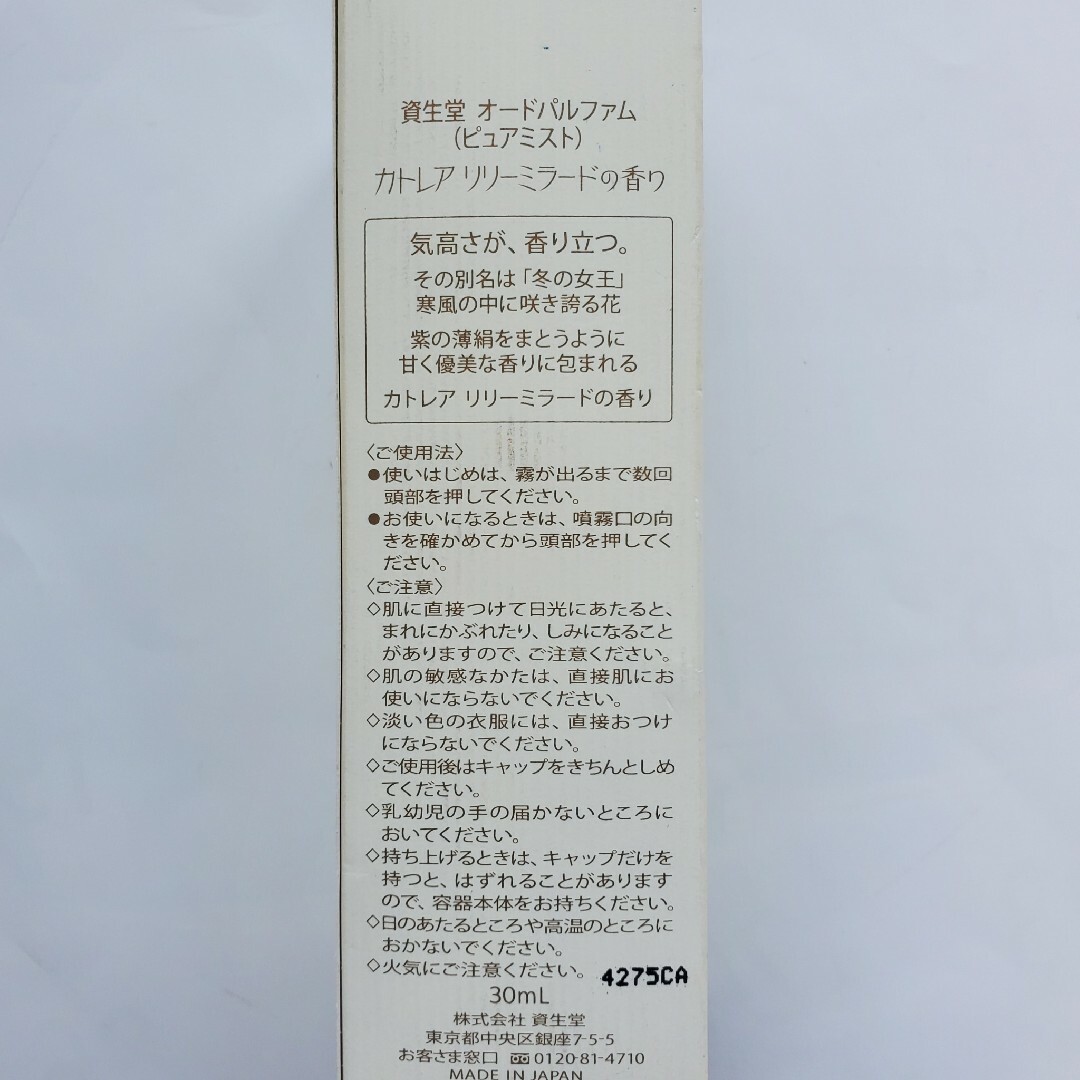 資生堂 オードパルファム
(ピュアミスト)
カトレア リリーミラードの香り
気高さが、香り立つ。
その別名は「冬の女王」
寒風の中に咲き誇る花
紫の薄絹をまとうように
甘く優美な香りに包まれる
カトレア リリーミラードの香り
〈ご使用法〉
●使いはじめは、霧が出るまで数回
頭部を押してください。
●お使いになるときは、噴霧口の向
きを確かめてから頭部を押してく
ださい。
〈ご注意〉
◇肌に直接つけて日光にあたると、
まれにかぶれたり、しみになること
がありますので、ご注意ください。
◇肌の敏感なかたは、直接肌にお
使いにならないでください。
◇淡い色の衣服には、直接おつけ
にならないでください。
◇ご使用後はキャップをきちんとしめ
てください。
◇乳幼児の手の届かないところに
おいてください。
◇持ち上げるときは、キャップだけを
持つと、はずれることがあります
ので、容器本体をお持ちください。
◇日のあたるところや高温のところに
おかないでください。
◇火気にご注意ください。 4275CA
30mL
株式会社 資生堂
東京都中央区銀座7-5-5
お客さま窓口 0120-81-4710
MADE IN JAPAN